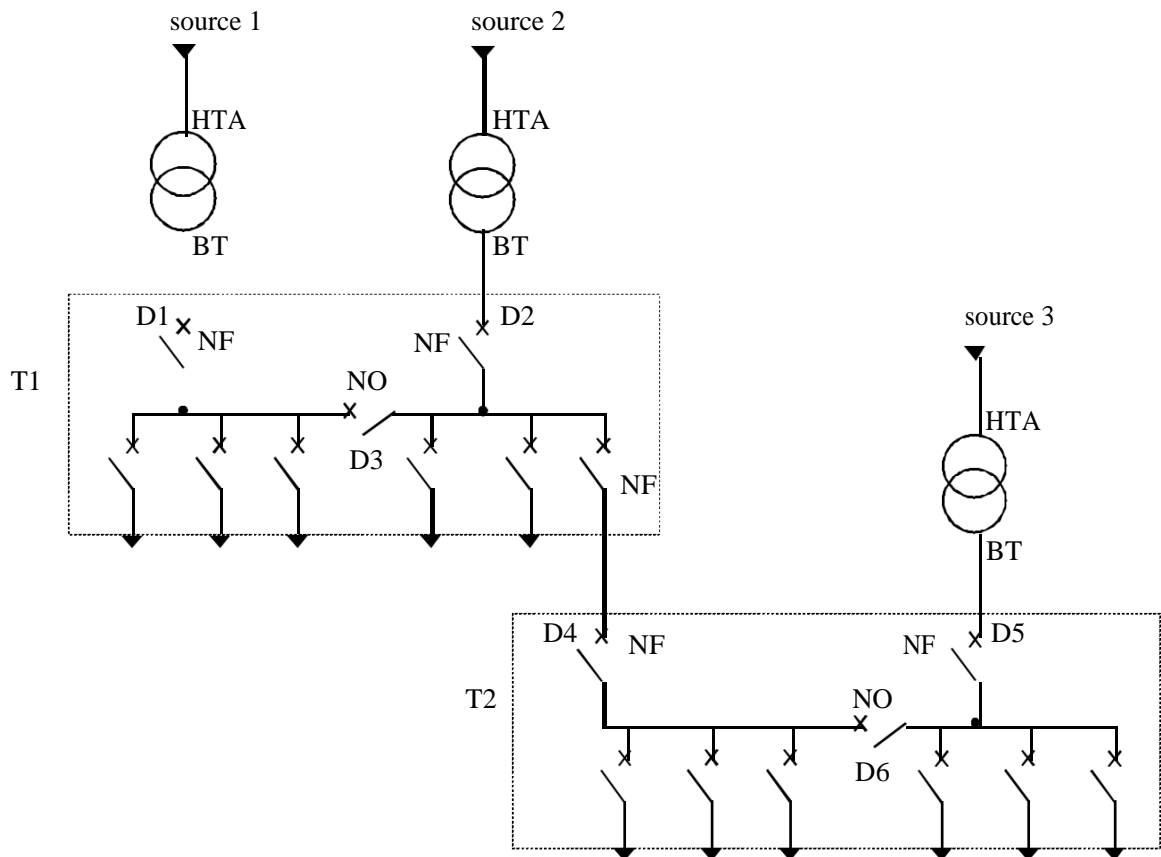 source 1
source 2
HTA
HTA
BT
BT
D1
NF
NF
D2
source 3
T1
NO
HTA
D3
NF
BT
D4
NF
NF
D5
T2
NO
D6